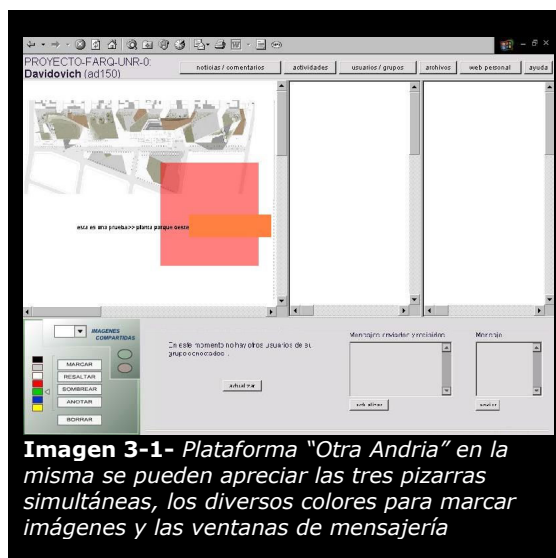 PROYECTO-FARQ-UNR-0:
Davidovich (ad150)
noticias / comentarios
actividades
usuarios / grupos
archivos
web personal
ayuda
esta es una prueba>> planta parque oeste
IMAGENES
COMPARTIDAS
MARCAR
RESALTAR
SOMBREAR
ANOTAR
BORRAR
En este momento no hay otros usuarios de su
grupo conectados .
actualizar
Mensajes enviados y recibidos
Mensaje
enviar
Imagen 3-1- Plataforma “Otra Andria” en la
misma se pueden apreciar las tres pizarras
simultáneas, los diversos colores para marcar
imágenes y las ventanas de mensajería